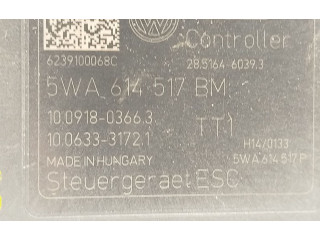 Controller
6239100068C
28.5164-6039.3
5WA 614 517 BM
10.0918-0366.3
10.0633-3172.1
TT1
H14/0133
MADE IN HUNGARY
5WA 614 517 P
Steuergeraet ESC